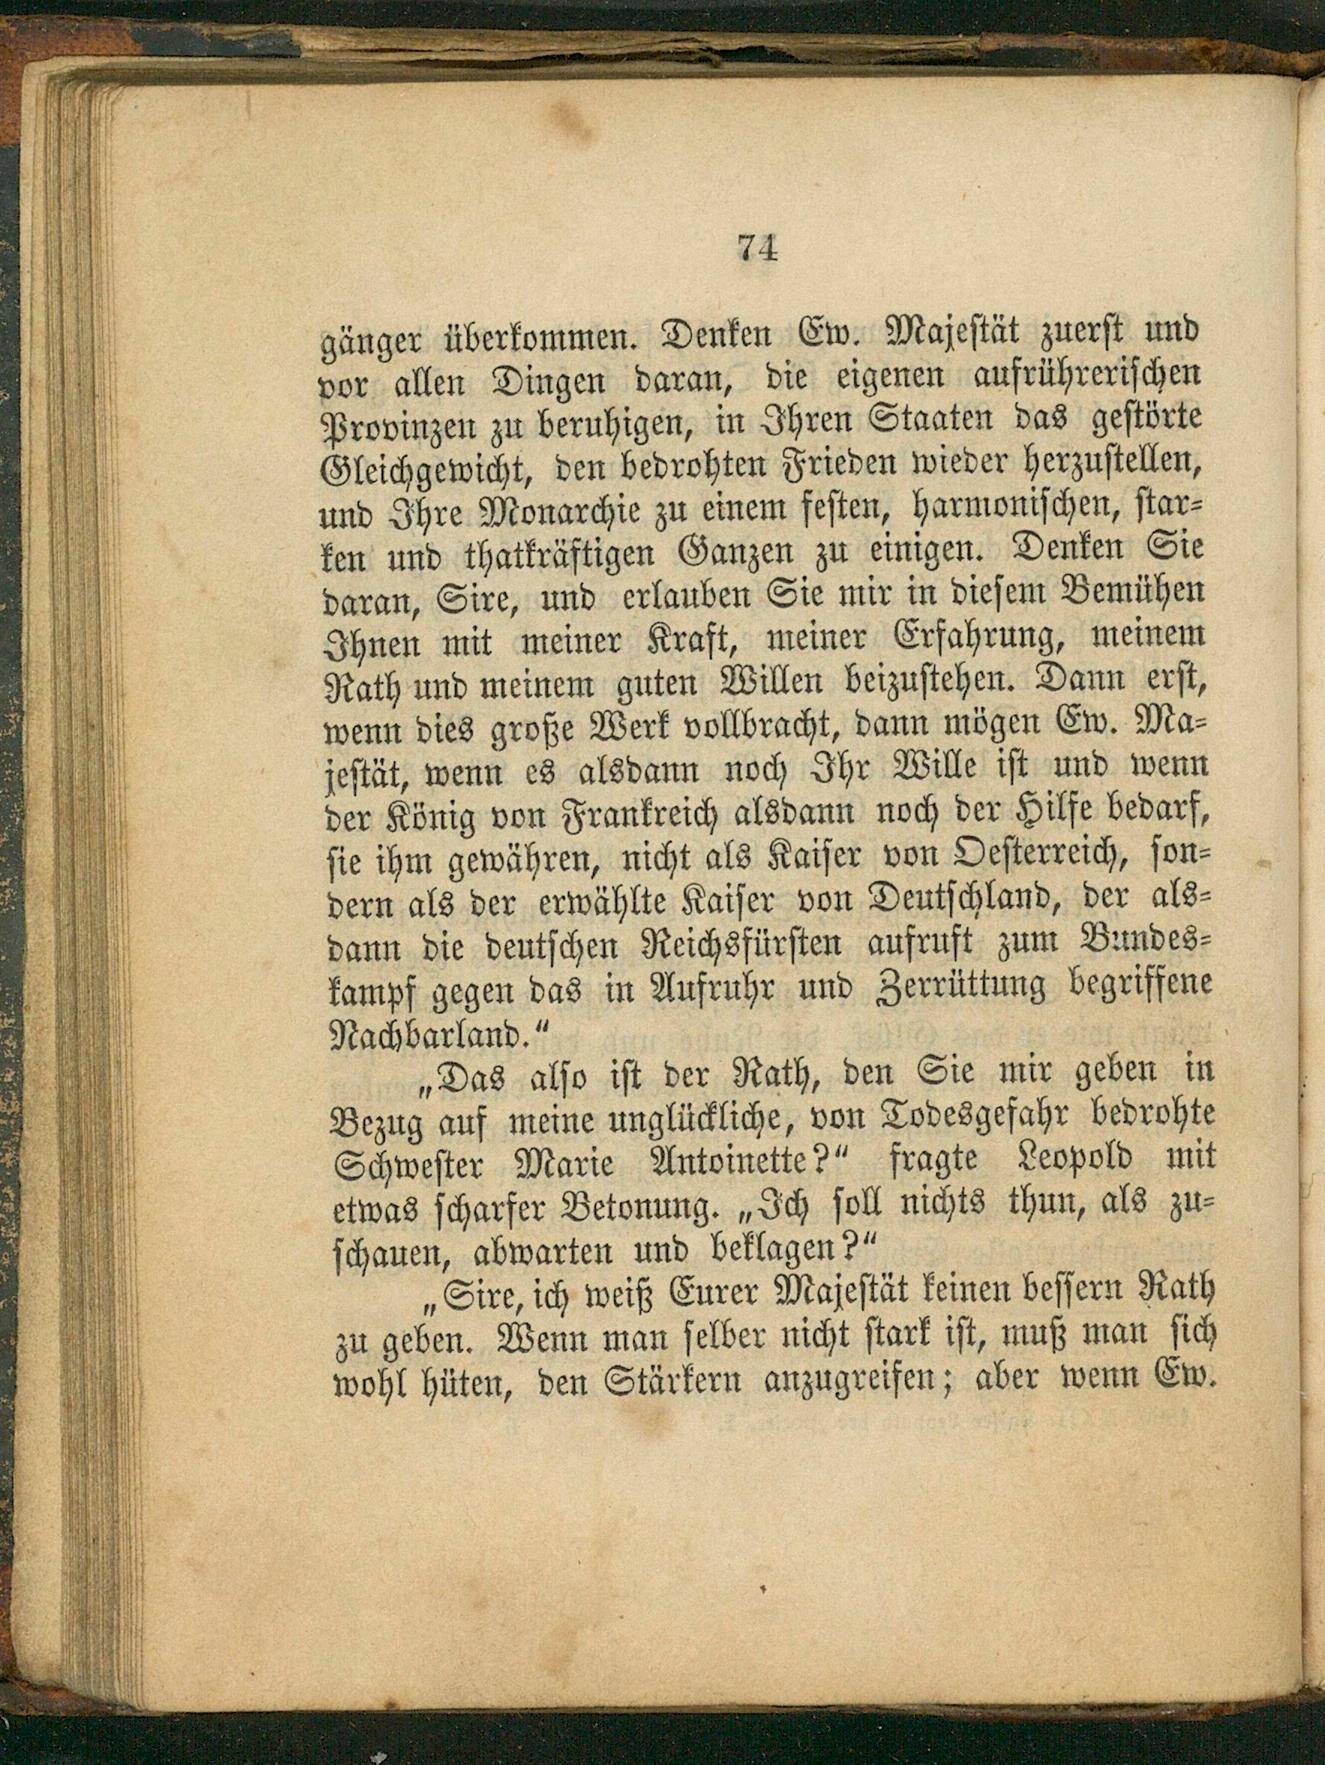 74
gänger überkommen. Denken Ew. Majestät zuerst und
vor allen Dingen daran, die eigenen aufrührerischen
Provinzen zu beruhigen, in Ihren Staaten das gestörte
Gleichgewicht, den bedrohten Frieden wieder herzustellen,
und Ihre Monarchie zu einem festen, harmonischen, star-
ken und thatkräftigen Ganzen zu einigen. Denken Sie
daran, Sire, und erlauben Sie mir in diesem Bemühen
Ihnen mit meiner Kraft, meiner Erfahrung, meinem
Rath und meinem guten Willen beizustehen. Dann erst,
wenn dies große Werk vollbracht, dann mögen Ew. Ma-
jestät, wenn es alsdann noch Ihr Wille ist und wenn
der König von Frankreich alsdann noch der Hilfe bedarf,
sie ihm gewähren, nicht als Kaiser von Oesterreich, son-
dern als der erwählte Kaiser von Deutschland, der als-
dann die deutschen Reichsfürsten aufruft zum Bundes-
kampf gegen das in Aufruhr und Zerrüttung begriffene
Nachbarland.“
„Das also ist der Rath, den Sie mir geben in
Bezug auf meine unglückliche, von Todesgefahr bedrohte
Schwester Marie Antoinette?“ fragte Leopold mit
etwas scharfer Betonung. „Ich soll nichts thun, als zu-
schauen, abwarten und beklagen?“
„Sire, ich weiß Eurer Majestät keinen bessern Rath
zu geben. Wenn man selber nicht stark ist, muß man sich
wohl hüten, den Stärkern anzugreifen; aber wenn Ew.